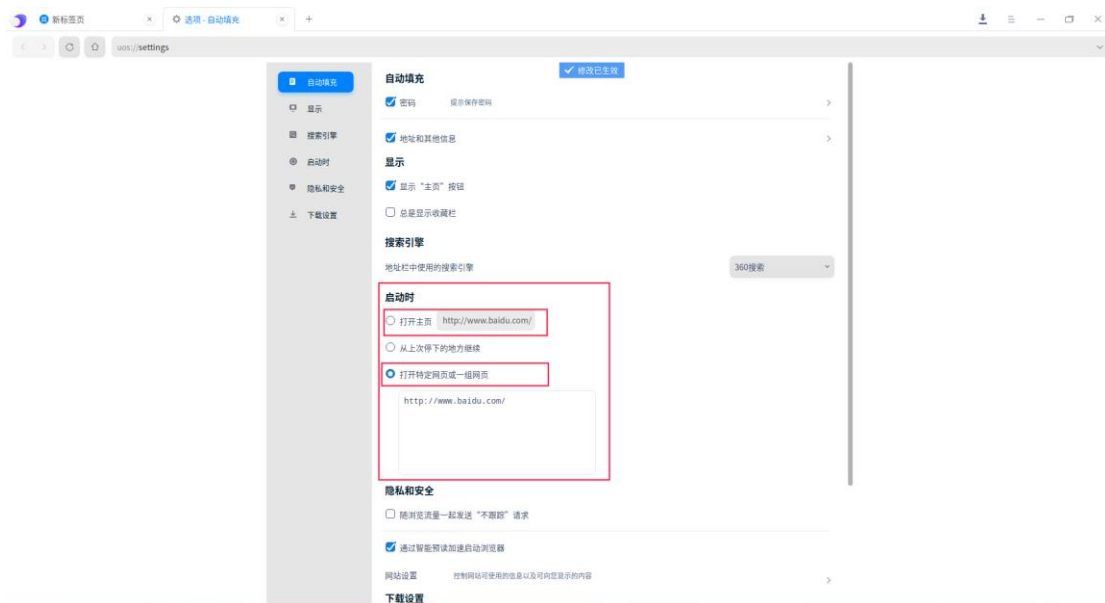 新标签页
选项 - 自动填充
uos://settings
自动填充
显示
搜索引擎
启动时
隐私和安全
下载设置
修改已生效
自动填充
密码 提示保存密码
地址和其他信息
显示
显示“主页”按钮
总是显示收藏栏
搜索引擎
地址栏中使用的搜索引擎 360搜索
启动时
打开主页 http://www.baidu.com/
从上次停下的地方继续
打开特定网页或一组网页
http://www.baidu.com/
隐私和安全
随浏览流量一起发送“不跟踪”请求
通过智能预读加速启动浏览器
网站设置 控制网站可使用的信息以及可向您显示的内容
下载设置